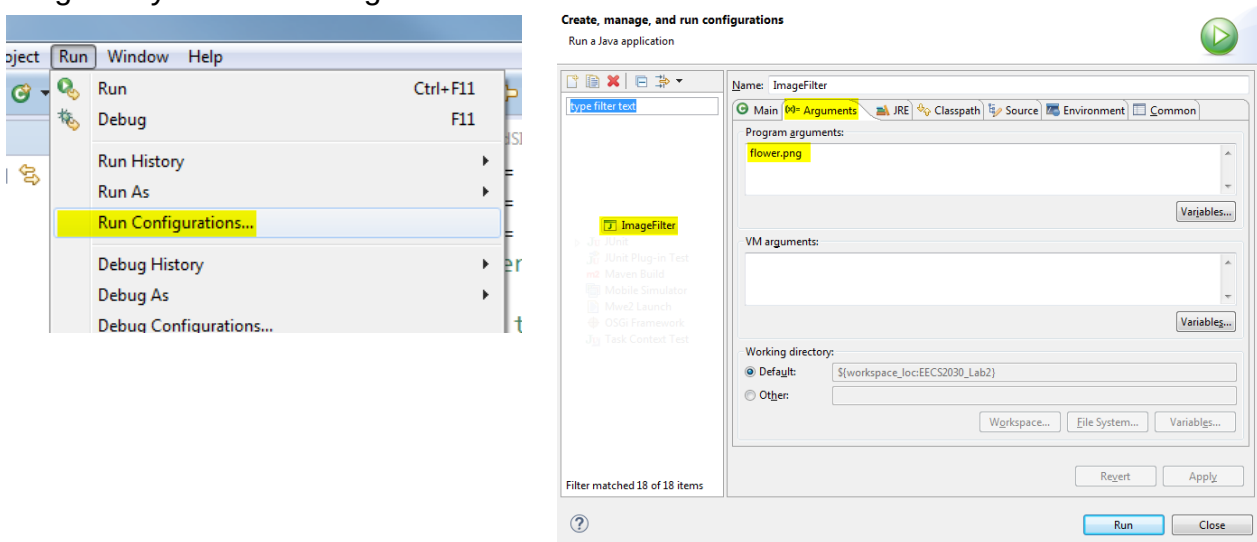 oject Run Window Help
Run Ctrl+F11
Debug F11
Run History
Run As
Run Configurations...
Debug History
Debug As
Debug Configurations...
Create, manage, and run configurations
Run a Java application
type filter text
ImageFilter
JUnit
JUnit Plug-in Test
Maven Build
Mobile Simulator
Mwe2 Launch
OSGi Framework
Task Context Test
Filter matched 18 of 18 items
Name: ImageFilter
Main (x)= Arguments JRE Classpath Source Environment Common
Program arguments:
flower.png
Variables...
VM arguments:
Variables...
Working directory:
Default: ${workspace_loc:EECS2030_Lab2}
Other:
Workspace... File System... Variables...
Revert Apply
Run Close